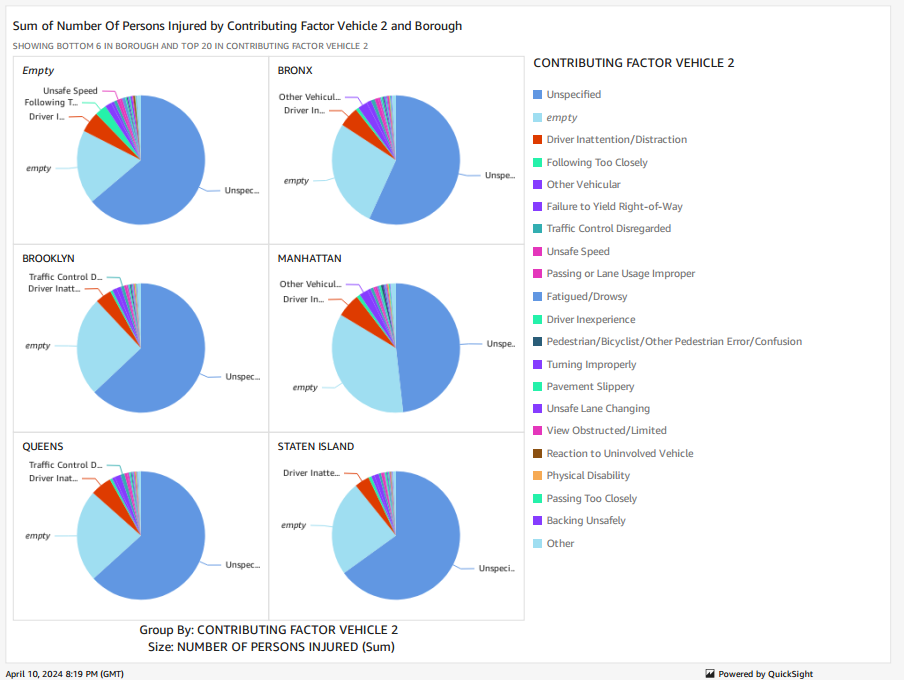 Sum of Number Of Persons Injured by Contributing Factor Vehicle 2 and Borough
SHOWING BOTTOM 6 IN BOROUGH AND TOP 20 IN CONTRIBUTING FACTOR VEHICLE 2
Empty
Unsafe Speed
Following T...
Driver I...
empty
Unspec...
BRONX
Other Vehicul...
Driver In...
empty
Unspe..
BROOKLYN
Traffic Control D...
Driver Inatt...
empty
Unspec...
MANHATTAN
Other Vehicul...
Driver In...
empty
Unspe..
QUEENS
Traffic Control D...
Driver Inat...
empty
Unspec...
STATEN ISLAND
Driver Inatte...
empty
Unspeci..
Group By: CONTRIBUTING FACTOR VEHICLE 2
Size: NUMBER OF PERSONS INJURED (Sum)
CONTRIBUTING FACTOR VEHICLE 2
Unspecified
empty
Driver Inattention/Distraction
Following Too Closely
Other Vehicular
Failure to Yield Right-of-Way
Traffic Control Disregarded
Unsafe Speed
Passing or Lane Usage Improper
Fatigued/Drowsy
Driver Inexperience
Pedestrian/Bicyclist/Other Pedestrian Error/Confusion
Turning Improperly
Pavement Slippery
Unsafe Lane Changing
View Obstructed/Limited
Reaction to Uninvolved Vehicle
Physical Disability
Passing Too Closely
Backing Unsafely
Other
April 10, 2024 8:19 PM (GMT)
Powered by QuickSight